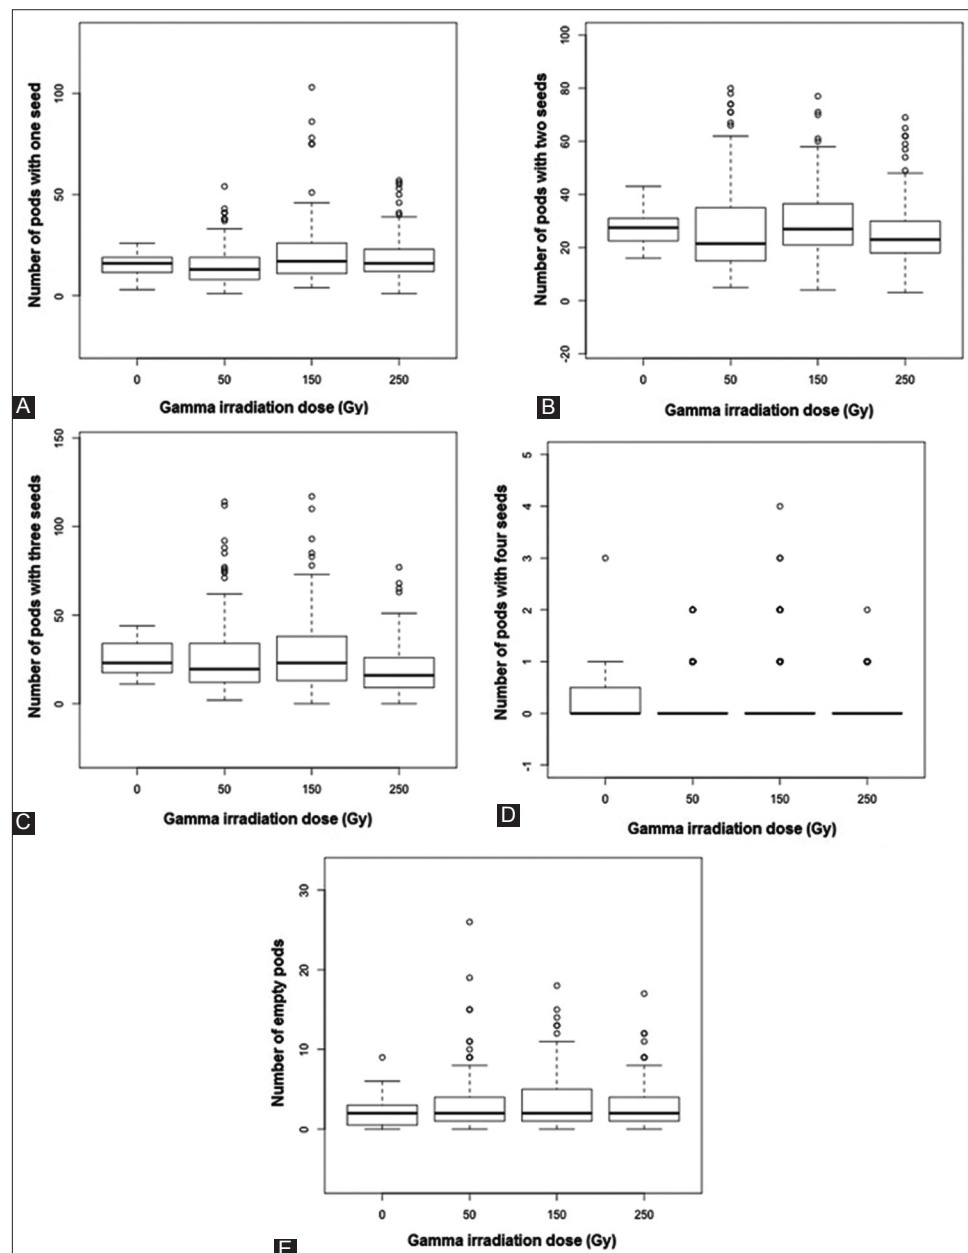 Number of pods with one seed
100
50
0
0 50 150 250
Gamma irradiation dose (Gy)
A
Number of pods with two seeds
100
80
60
40
20
0
-20
0 50 150 250
Gamma irradiation dose (Gy)
B
Number of pods with three seeds
150
100
50
0
0 50 150 250
Gamma irradiation dose (Gy)
C
Number of pods with four seeds
5
4
3
2
1
0
-1
0 50 150 250
Gamma irradiation dose (Gy)
D
Number of empty pods
30
20
10
0
0 50 150 250
Gamma irradiation dose (Gy)